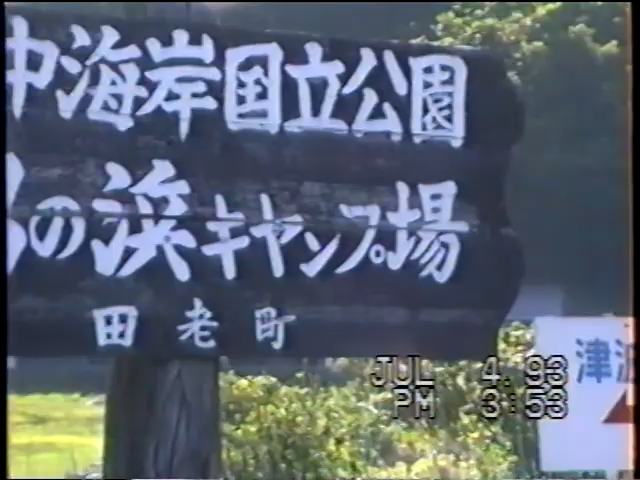 中海岸国立公園
の浜キャンプ場
田老町
津波
JUL 4. 93
PM 3:53